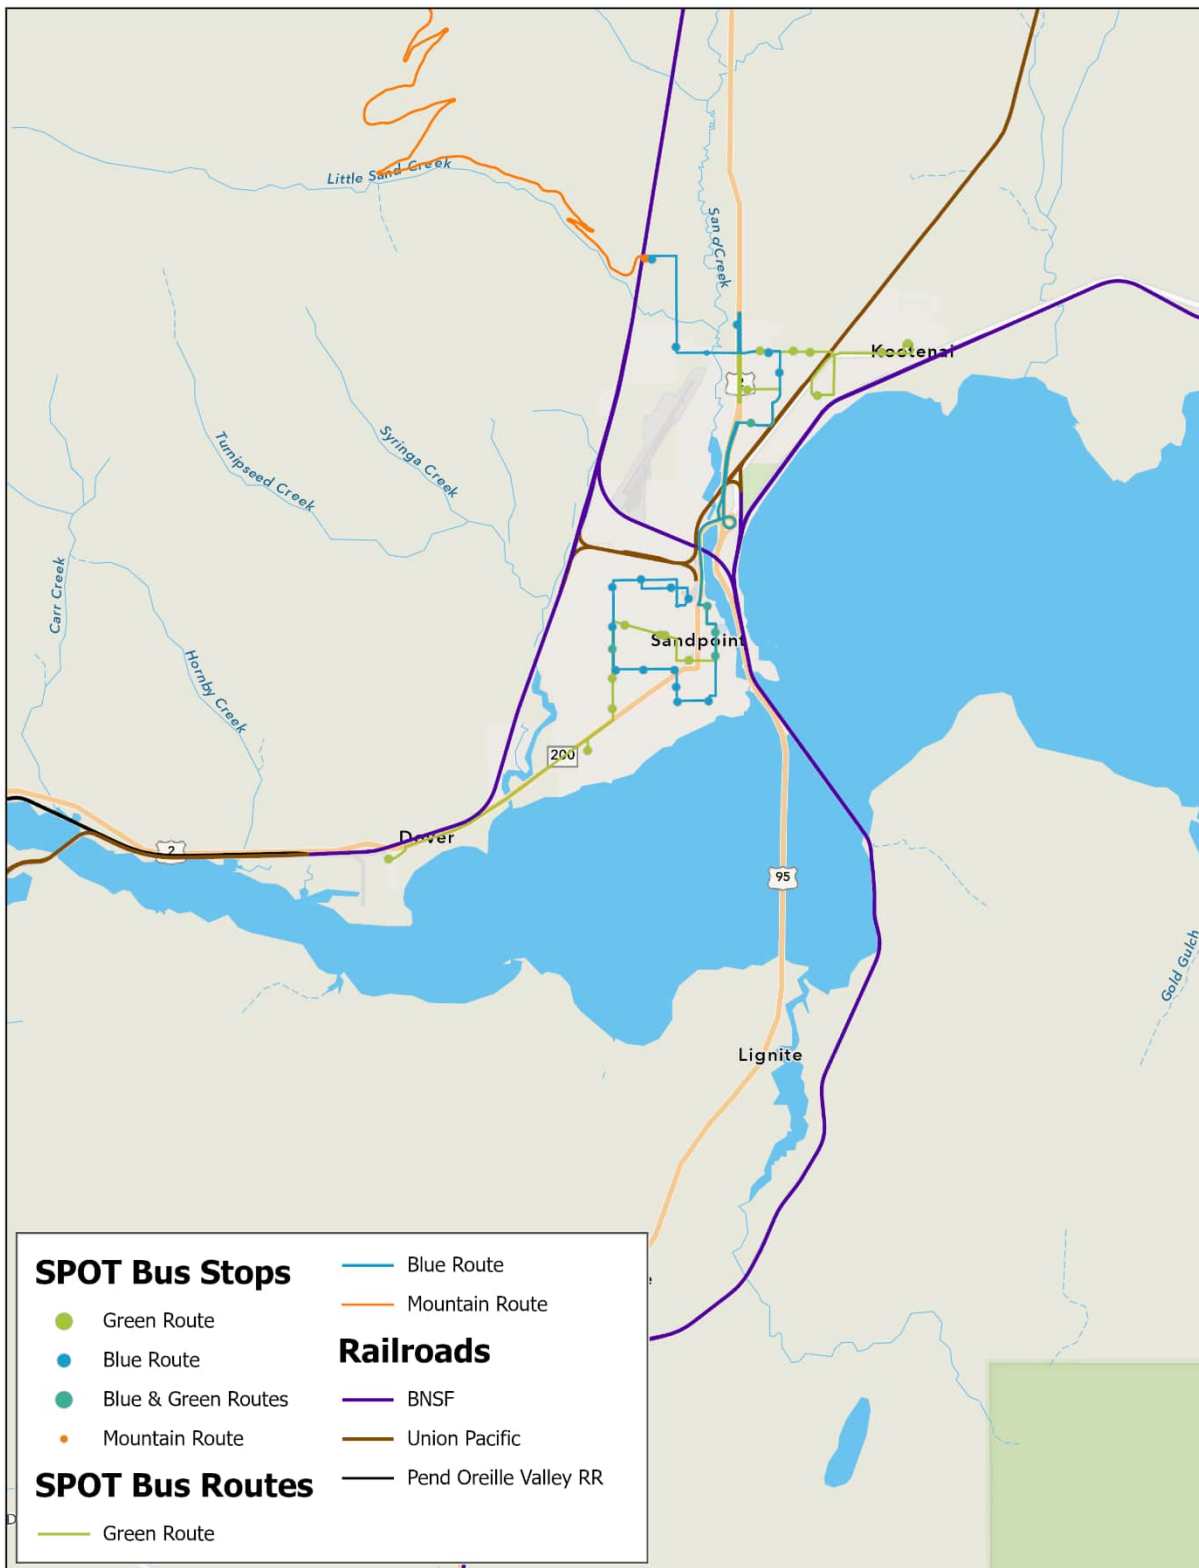 Little Sand Creek
Sand Creek
Kootenai
2
Turnipseed Creek
Syringa Creek
Carr Creek
Hornby Creek
Sandpoint
200
Dover
2
95
Gold Gulch
Lignite
SPOT Bus Stops
Green Route
Blue Route
Blue & Green Routes
Mountain Route
SPOT Bus Routes
Green Route
Blue Route
Mountain Route
Railroads
BNSF
Union Pacific
Pend Oreille Valley RR